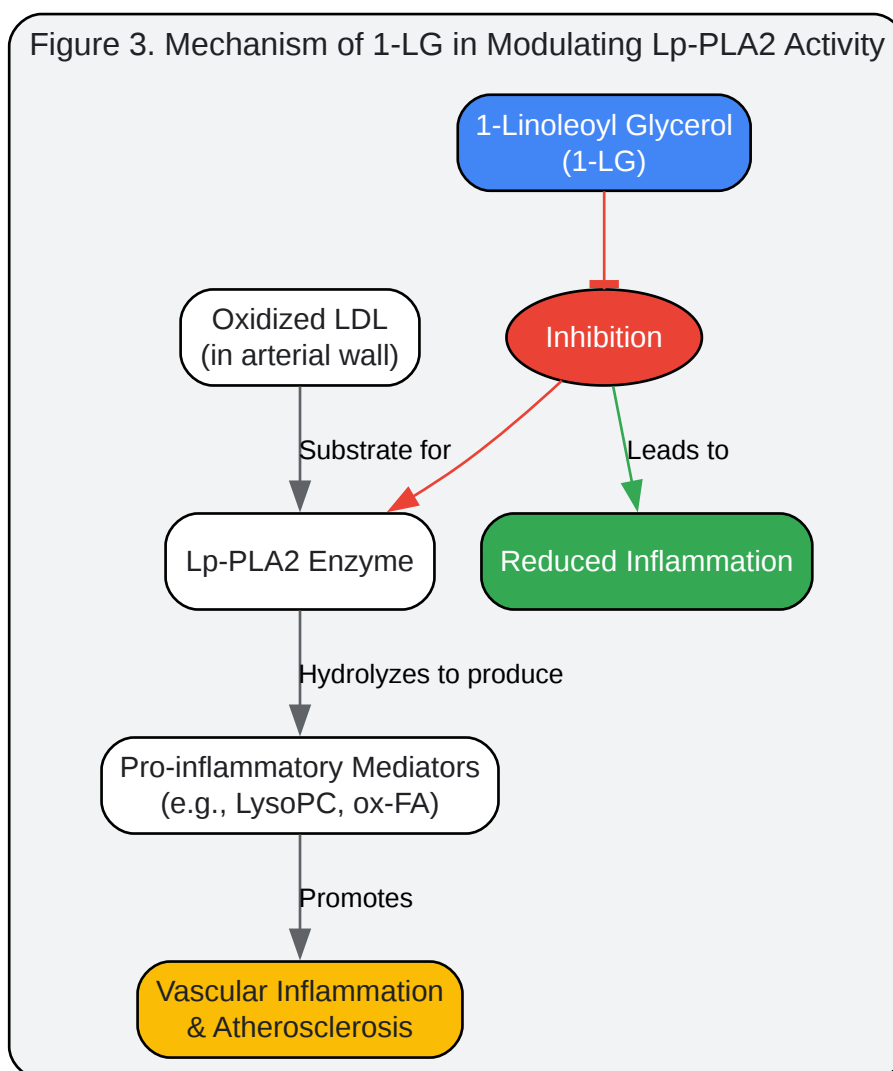 Figure 3. Mechanism of 1-LG in Modulating Lp-PLA2 Activity
1-Linoleoyl Glycerol
(1-LG)
Oxidized LDL
(in arterial wall)
Inhibition
Substrate for
Leads to
Lp-PLA2 Enzyme
Reduced Inflammation
Hydrolyzes to produce
Pro-inflammatory Mediators
(e.g., LysoPC, ox-FA)
Promotes
Vascular Inflammation
& Atherosclerosis